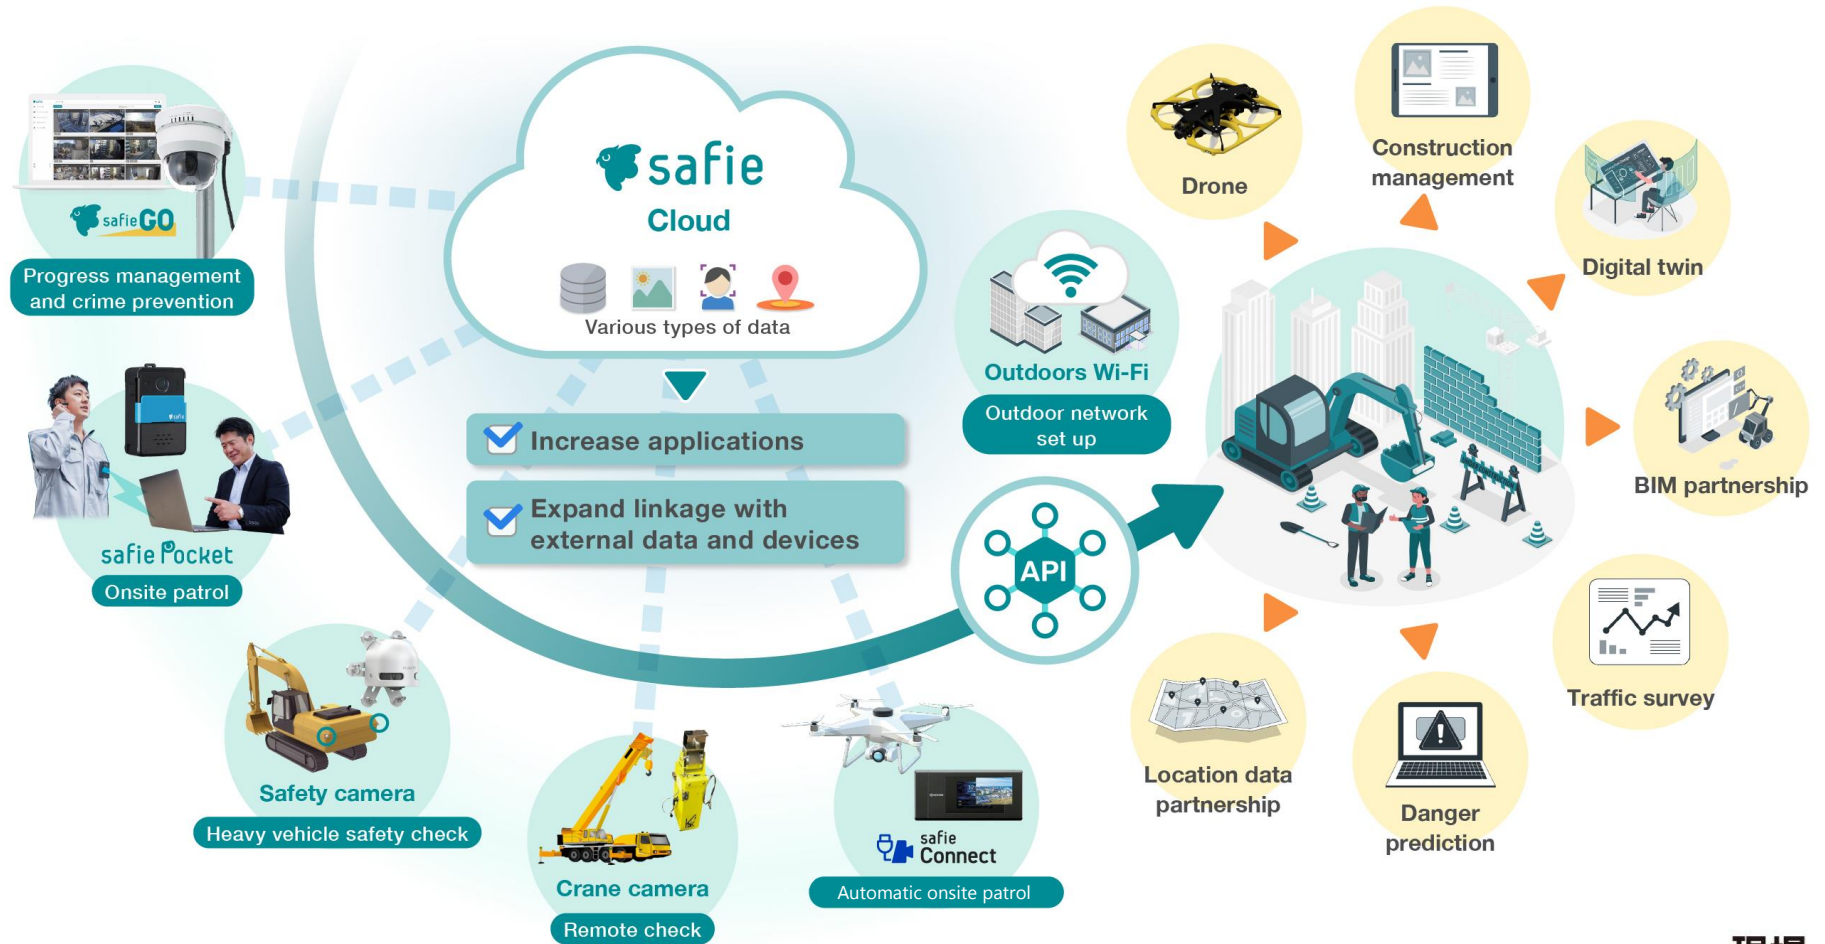 safie
Cloud
Various types of data
Increase applications
Expand linkage with
external data and devices
safie GO
Progress management
and crime prevention
safie
safie Pocket
Onsite patrol
Safety camera
Heavy vehicle safety check
Crane camera
Remote check
safie
Connect
Automatic onsite patrol
Outdoors Wi-Fi
Outdoor network
set up
API
Drone
Construction
management
Digital twin
BIM partnership
Traffic survey
Danger
prediction
Location data
partnership